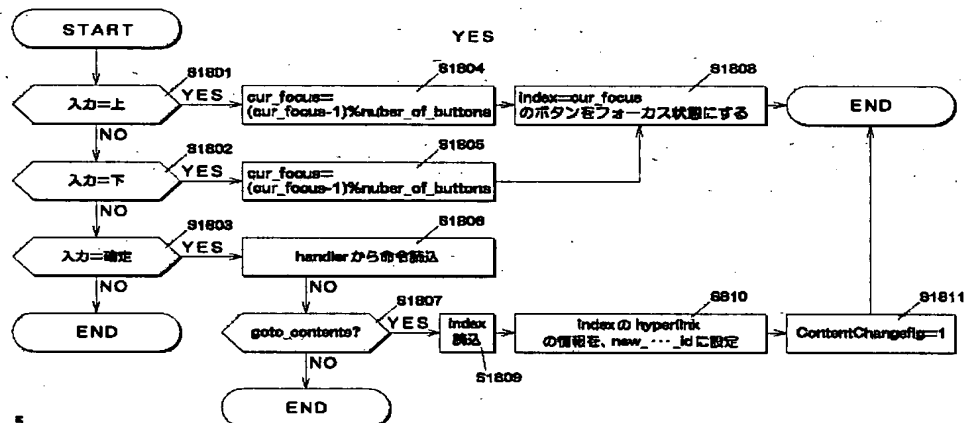 START
YES
S1801
入力=上
YES
S1804
cur_focus=
(cur_focus-1)%nuber_of_buttons
S1808
index=cur_focus
のボタンをフォーカス状態にする
END
NO
S1802
入力=下
YES
S1805
cur_focus=
(cur_focus-1)%nuber_of_buttons
NO
S1803
入力=確定
YES
S1806
handlerから命令読込
NO
END
NO
S1807
goto_contents?
YES
index
読込
S1809
S810
indexのhyperlink
の情報を、new_・・・_idに設定
S1811
ContentChangeflg=1
NO
END